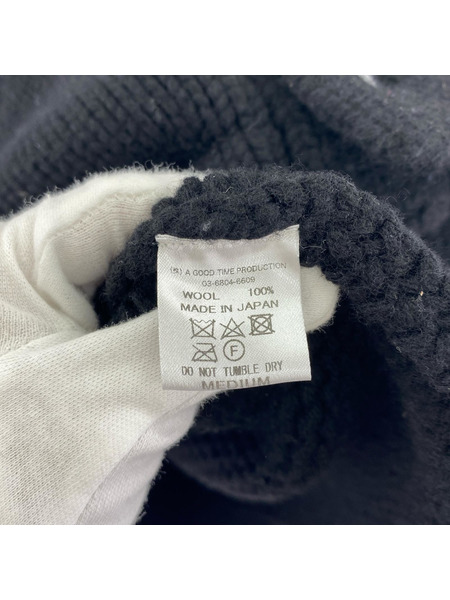 (S) A GOOD TIME PRODUCTION
03-6804-6609
WOOL 100%
MADE IN JAPAN
F
DO NOT TUMBLE DRY
MEDIUM